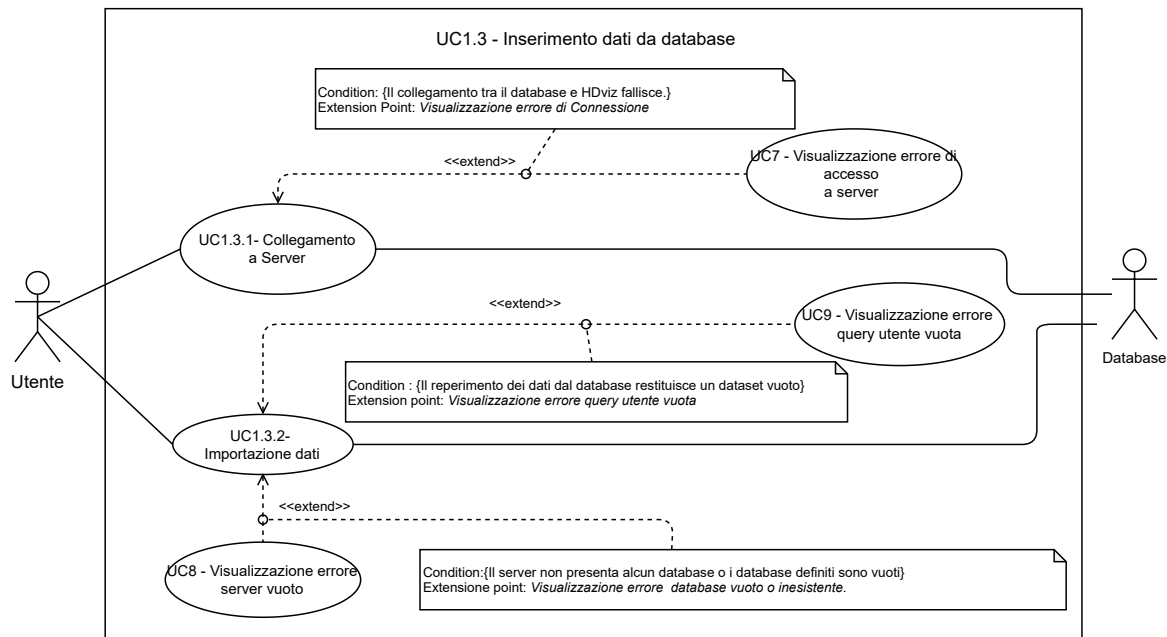 UC1.3 - Inserimento dati da database
Condition: {Il collegamento tra il database e HDviz fallisce.}
Extension Point: Visualizzazione errore di Connessione
<<extend>>
UC7 - Visualizzazione errore di
accesso
a server
UC1.3.1- Collegamento
a Server
<<extend>>
UC9 - Visualizzazione errore
query utente vuota
Utente
Database
Condition : {Il reperimento dei dati dal database restituisce un dataset vuoto}
Extension point: Visualizzazione errore query utente vuota
UC1.3.2-
Importazione dati
<<extend>>
UC8 - Visualizzazione errore
server vuoto
Condition:{Il server non presenta alcun database o i database definiti sono vuoti}
Extensione point: Visualizzazione errore  database vuoto o inesistente.